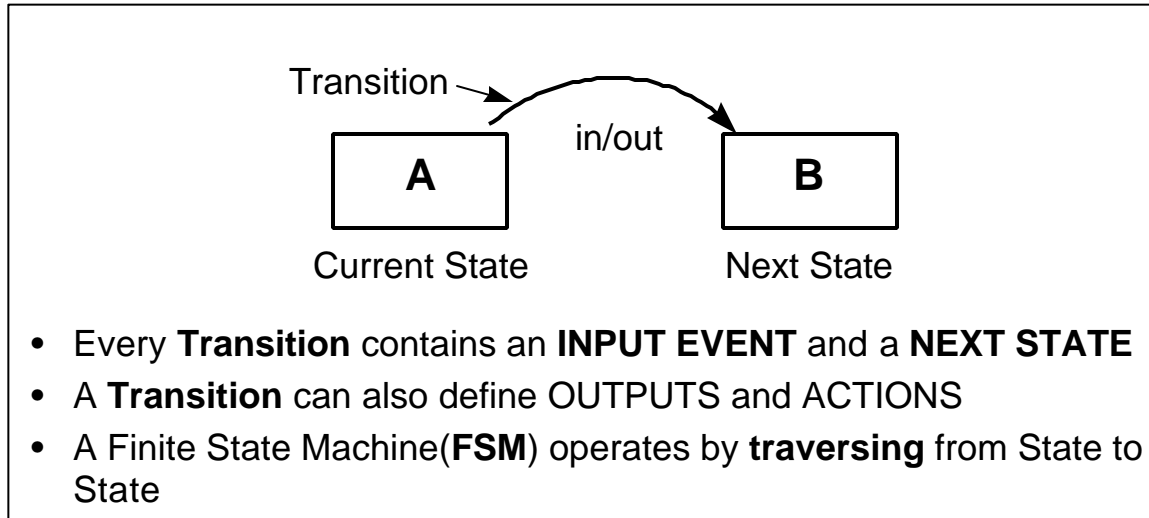 Transition
in/out
A
B
Current State
Next State
• Every Transition contains an INPUT EVENT and a NEXT STATE
• A Transition can also define OUTPUTS and ACTIONS
• A Finite State Machine(FSM) operates by traversing from State to
State